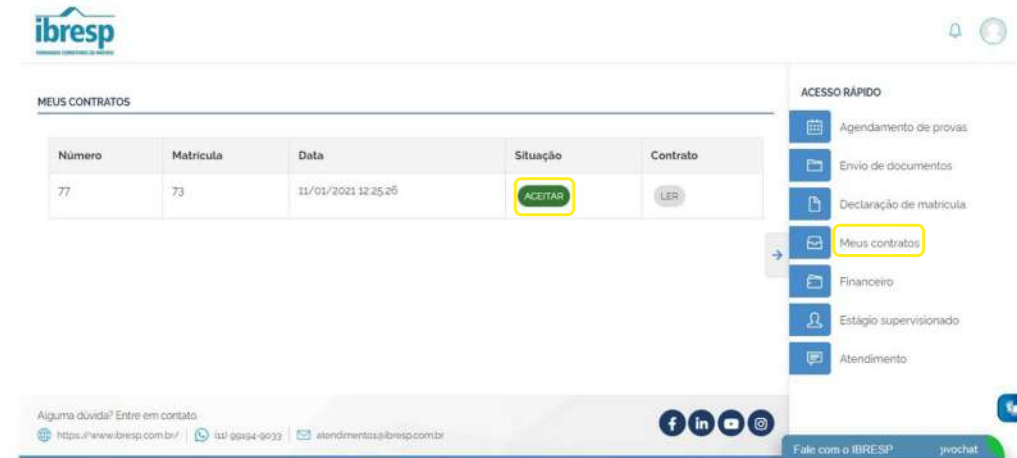 ibresp
MEUS CONTRATOS
Número Matrícula Data Situação Contrato
77 73 11/01/2021 12:25:26 ACEITAR LER
ACESSO RÁPIDO
Agendamento de provas
Envio de documentos
Declaração de matrícula
Meus contratos
Financeiro
Estágio supervisionado
Atendimento
Alguma dúvida? Entre em contato
https://www.ibresp.com.br/ (11) 99194-9033 atendimentos@ibresp.com.br
Fale com o IBRESP jivochat